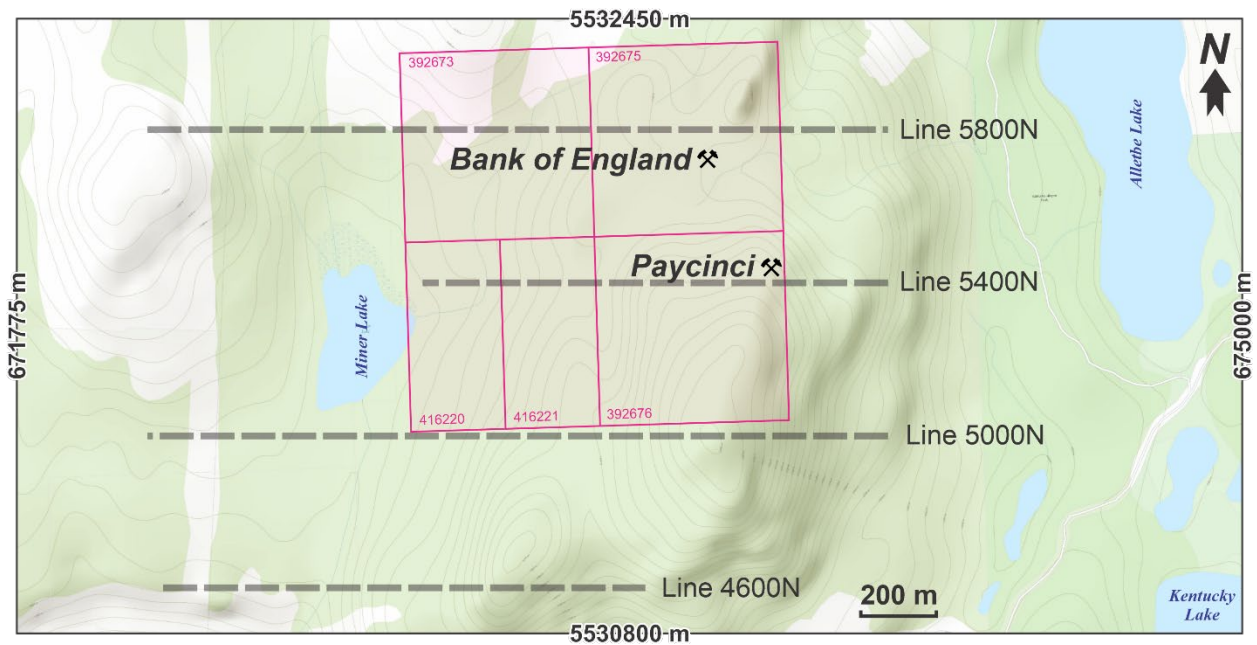 5532450 m
N
392673
392675
Line 5800N
Bank of England
Alletbe Lake
Paycinci
Line 5400N
671775 m
675000 m
Miner Lake
416220
416221
392676
Line 5000N
Line 4600N
200 m
Kentucky
Lake
5530800 m